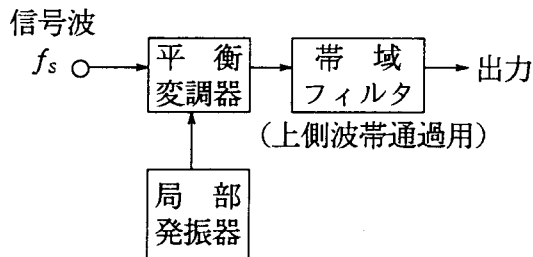 信号波
fs
平衡
変調器
帯域
フィルタ
出力
(上側波帯通過用)
局部
発振器